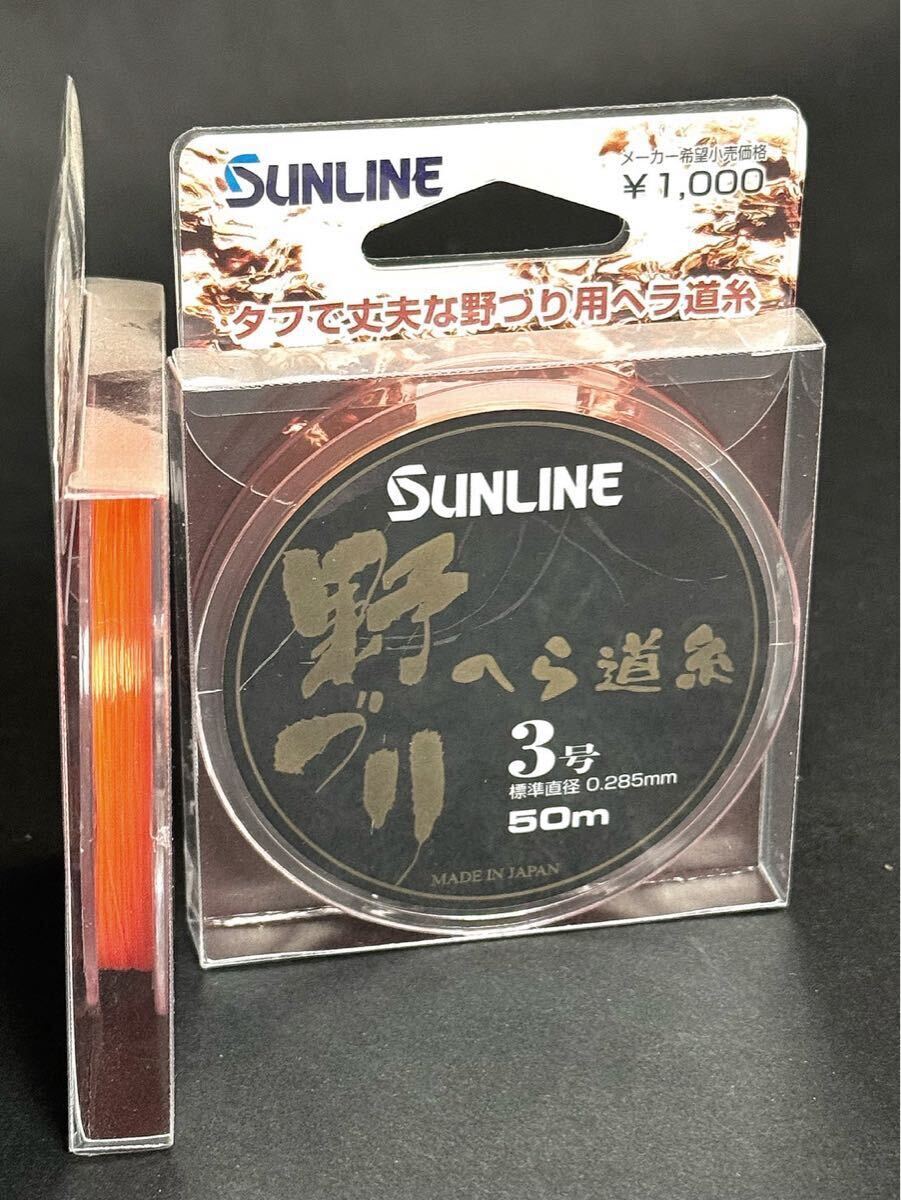 SUNLINE
メーカー希望小売価格
￥1,000
タフで丈夫な野づり用ヘラ道糸
SUNLINE
野づり
へら道糸
3号
標準直径 0.285mm
50m
MADE IN JAPAN